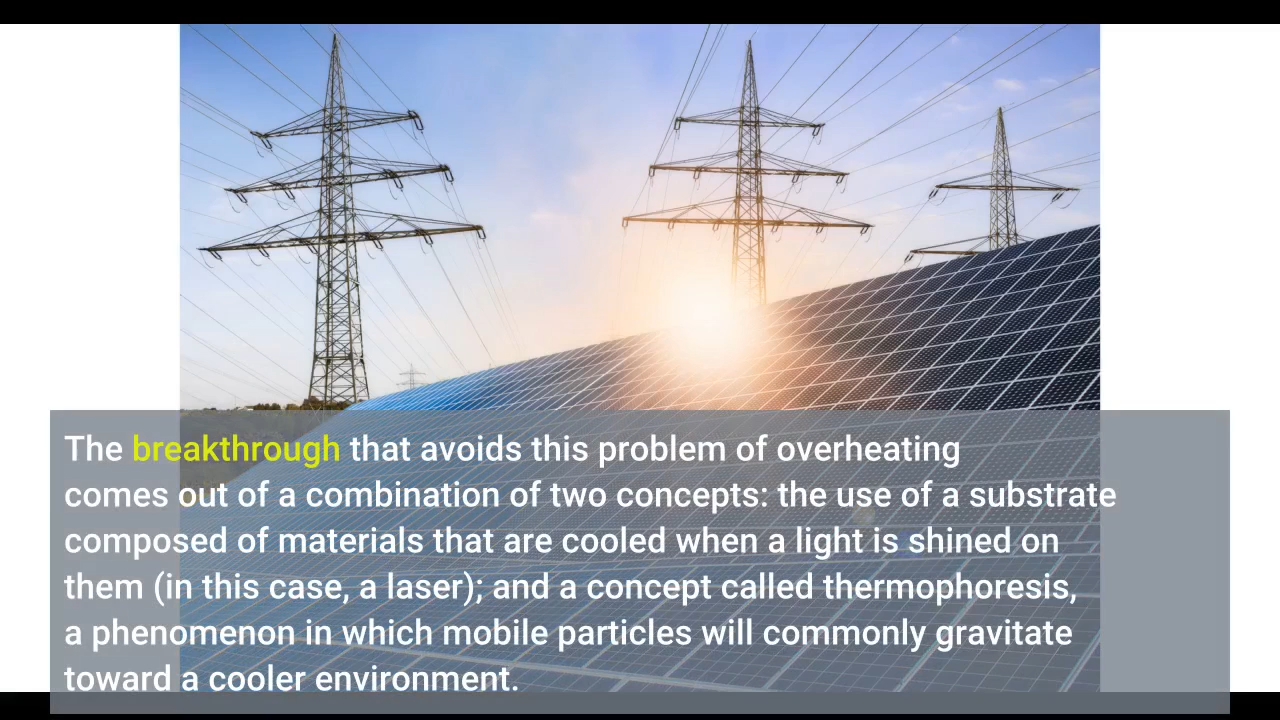 The breakthrough that avoids this problem of overheating
comes out of a combination of two concepts: the use of a substrate
composed of materials that are cooled when a light is shined on
them (in this case, a laser); and a concept called thermophoresis,
a phenomenon in which mobile particles will commonly gravitate
toward a cooler environment.